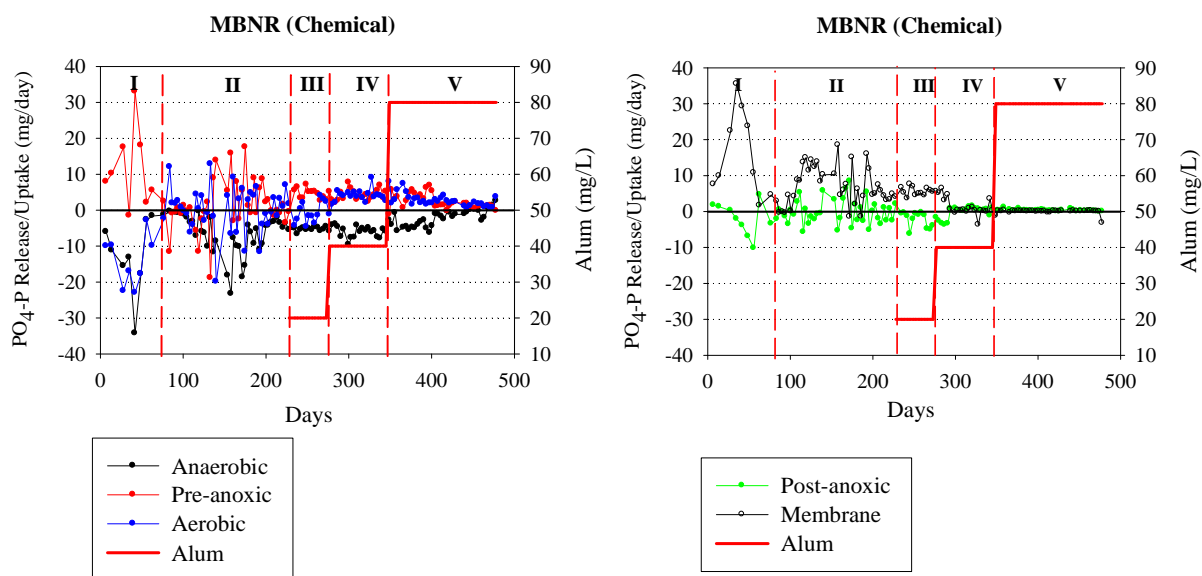 MBNR (Chemical)
I II III IV V
40
30
20
10
0
-10
-20
-30
-40
PO4-P Release/Uptake (mg/day)
90
80
70
60
50
40
30
20
10
Alum (mg/L)
0 100 200 300 400 500
Days
Anaerobic
Pre-anoxic
Aerobic
Alum
MBNR (Chemical)
I II III IV V
40
30
20
10
0
-10
-20
-30
-40
PO4-P Release/Uptake (mg/day)
90
80
70
60
50
40
30
20
10
Alum (mg/L)
0 100 200 300 400 500
Days
Post-anoxic
Membrane
Alum